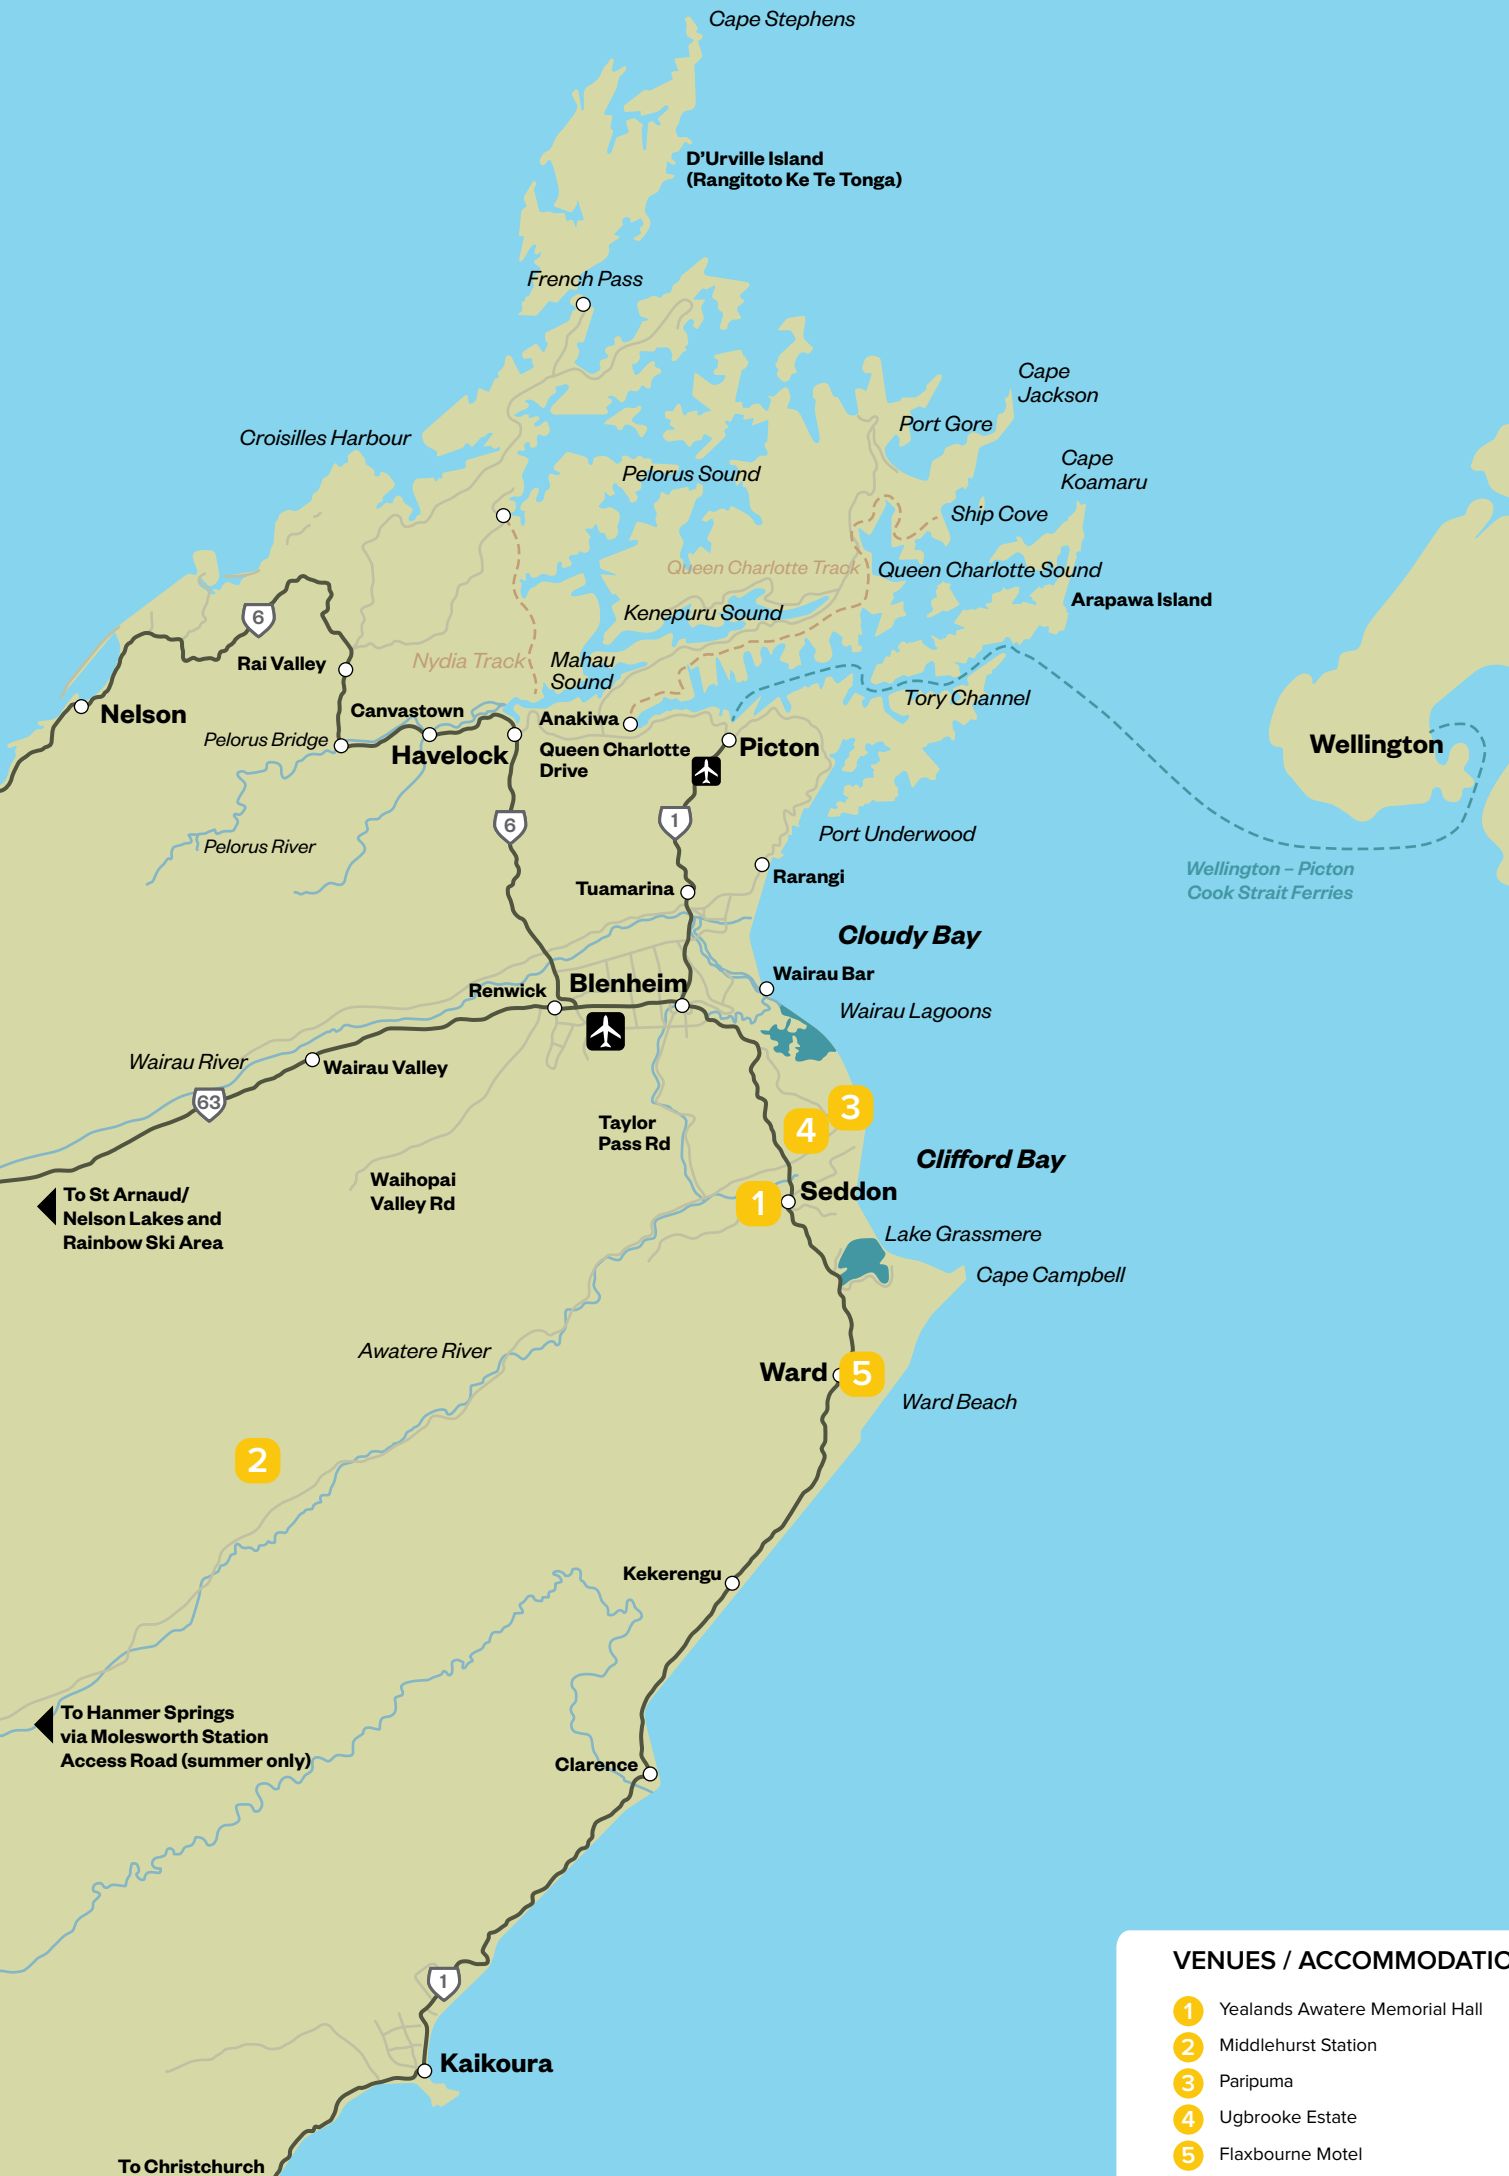 Cape Stephens
D'Urville Island
(Rangitoto Ke Te Tonga)
French Pass
Cape
Jackson
Port Gore
Croisilles Harbour
Cape
Koamaru
Pelorus Sound
Ship Cove
Queen Charlotte Track
Queen Charlotte Sound
Arapawa Island
Kenepuru Sound
6
Rai Valley
Nydia Track
Mahau
Sound
Tory Channel
Nelson
Canvastown
Anakiwa
Pelorus Bridge
Havelock
Queen Charlotte
Drive
Picton
Wellington
6
1
Port Underwood
Pelorus River
Wellington – Picton
Cook Strait Ferries
Tuamarina
Rarangi
Cloudy Bay
Wairau Bar
Renwick
Blenheim
Wairau Lagoons
Wairau River
Wairau Valley
63
3
4
Taylor
Pass Rd
Clifford Bay
Waihopai
Valley Rd
To St Arnaud/
Nelson Lakes and
Rainbow Ski Area
1
Seddon
Lake Grassmere
Cape Campbell
Awatere River
Ward
5
Ward Beach
2
Kekerengu
To Hanmer Springs
via Molesworth Station
Access Road (summer only)
Clarence
1
Kaikoura
To Christchurch
VENUES / ACCOMMODATIO
1 Yealands Awatere Memorial Hall
2 Middlehurst Station
3 Paripuma
4 Ugbrooke Estate
5 Flaxbourne Motel